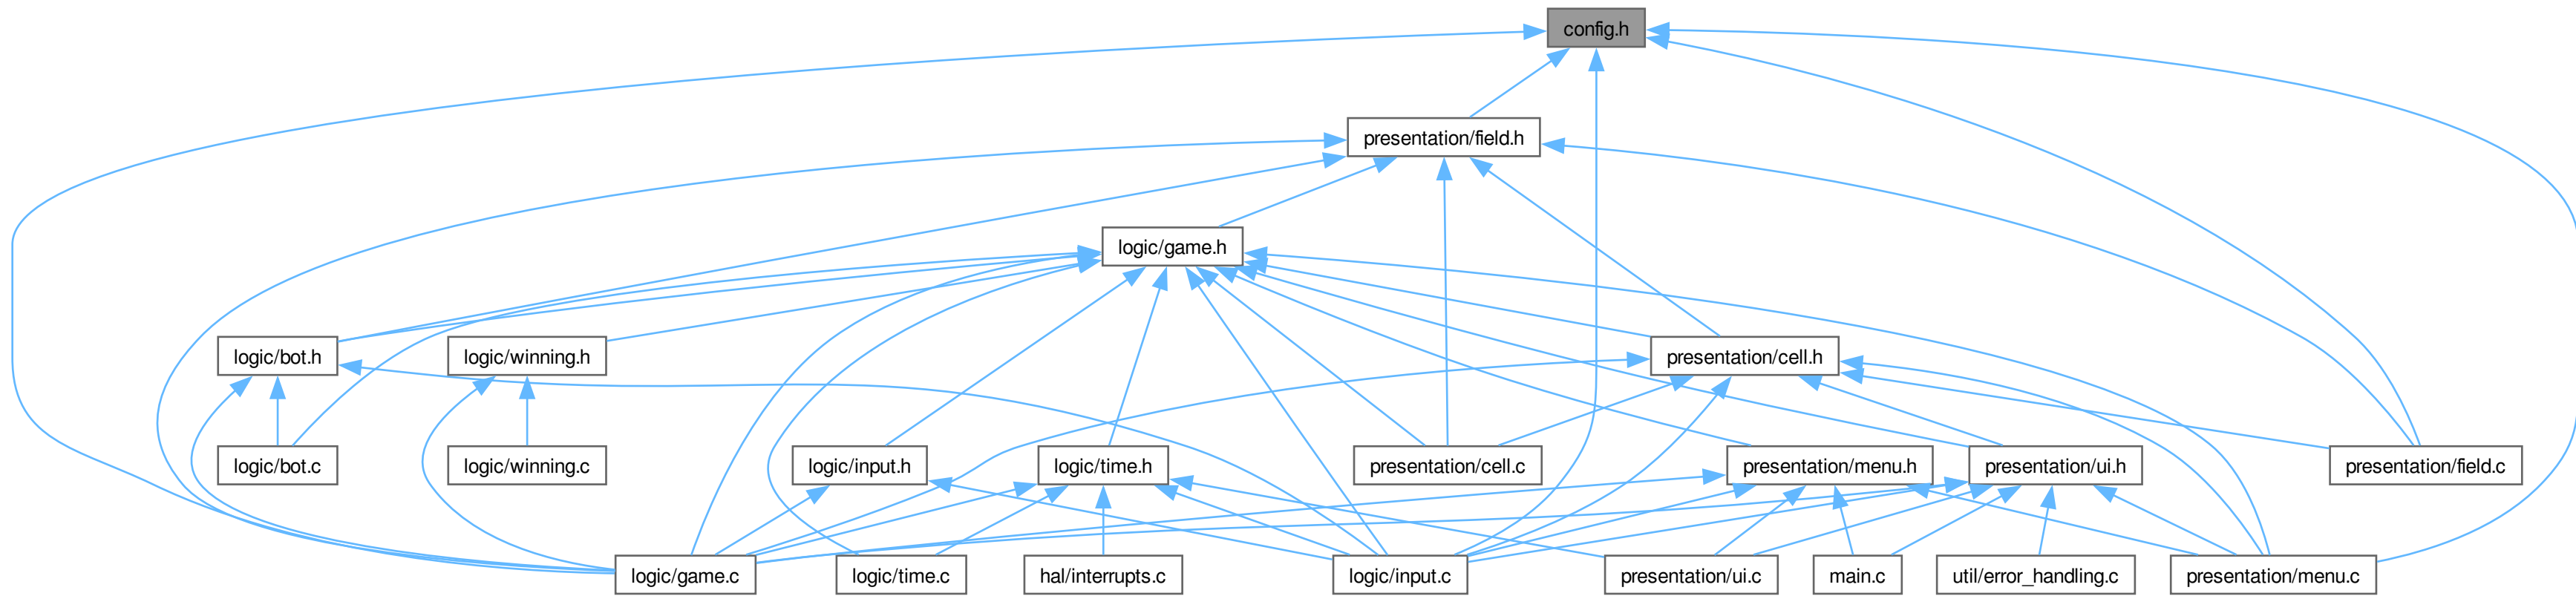 config.h
presentation/field.h
logic/game.h
logic/bot.h
logic/winning.h
presentation/cell.h
logic/bot.c
logic/winning.c
logic/input.h
logic/time.h
presentation/cell.c
presentation/menu.h
presentation/ui.h
presentation/field.c
logic/game.c
logic/time.c
hal/interrupts.c
logic/input.c
presentation/ui.c
main.c
util/error_handling.c
presentation/menu.c